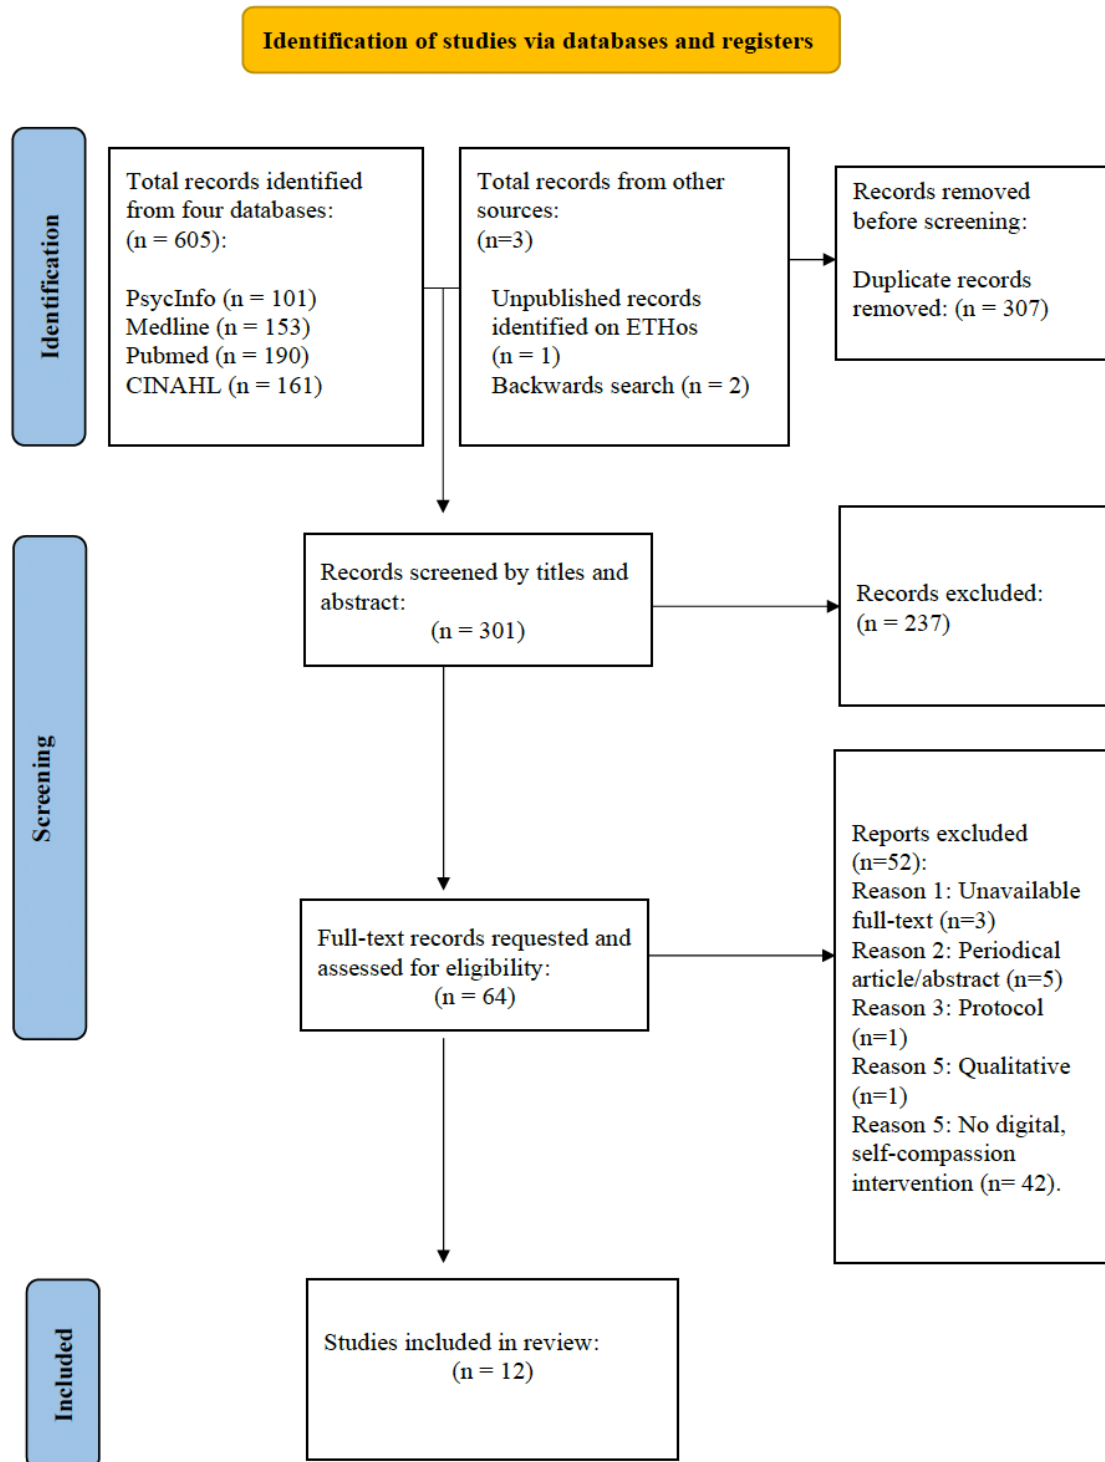 Identification of studies via databases and registers
Identification
Total records identified
from four databases:
(n = 605):
PsycInfo (n = 101)
Medline (n = 153)
Pubmed (n = 190)
CINAHL (n = 161)
Total records from other
sources:
(n=3)
Unpublished records
identified on ETHos
(n = 1)
Backwards search (n = 2)
Records removed
before screening:
Duplicate records
removed: (n = 307)
Screening
Records screened by titles and
abstract:
(n = 301)
Records excluded:
(n = 237)
Full-text records requested and
assessed for eligibility:
(n = 64)
Reports excluded
(n=52):
Reason 1: Unavailable
full-text (n=3)
Reason 2: Periodical
article/abstract (n=5)
Reason 3: Protocol
(n=1)
Reason 5: Qualitative
(n=1)
Reason 5: No digital,
self-compassion
intervention (n= 42).
Included
Studies included in review:
(n = 12)